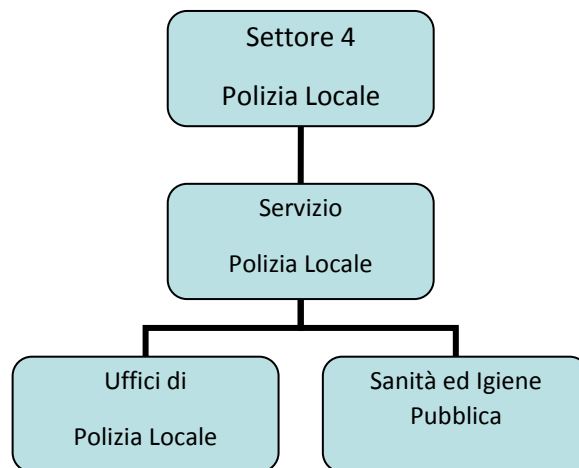 Settore 4
Polizia Locale
Servizio
Polizia Locale
Uffici di
Polizia Locale
Sanità ed Igiene
Pubblica